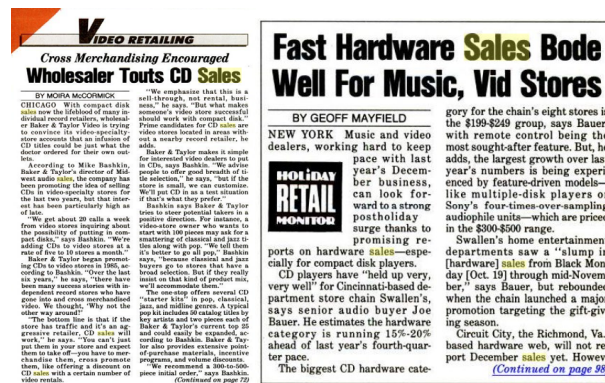 VIDEO RETAILING
Cross Merchandising Encouraged
Wholesaler Touts CD Sales
BY MOIRA McCORMICK
CHICAGO With compact disk
sales now the lifeblood of many in-
dividual record retailers, wholesal-
er Baker & Taylor Video is trying
to convince its video-specialty-
store accounts that an infusion of
CD titles could be just what the
doctor ordered for their own out-
lets.
According to Mike Bashkin,
Baker & Taylor's director of Mid-
west audio sales, the company has
been promoting the idea of selling
CDs in video-specialty stores for
the last two years, but that inter-
est has been particularly high as
of late.
"We get about 20 calls a week
from video stores inquiring about
the possibility of putting in com-
pact disks," says Bashkin. "We're
adding CDs to video stores at a
rate of five to 10 stores a month."
Baker & Taylor began promot-
ing CDs to video stores in 1985, ac-
cording to Bashkin. "Over the last
six years," he says, "there have
been many success stories with in-
dependent record stores who have
gone into and cross merchandised
video. We thought, 'Why not the
other way around?'
"The bottom line is that if the
store has traffic and it's an ag-
gressive retailer, CD sales will
work," he says. "You can't just
put them in your store and expect
them to take off—you have to mer-
chandise them, cross promote
them, like offering a discount on
CD sales with a certain number of
video rentals.
"We emphasize that this is a
sell-through, not rental, busi-
ness," he says. "But what makes
someone's video store successful
should work with compact disk."
Prime candidates for CD sales are
video stores located in areas with-
out a nearby record retailer, he
adds.
Baker & Taylor makes it simple
for interested video dealers to put
in CDs, says Bashkin. "We advise
people to offer good breadth of ti-
tle selection," he says, "but if the
store is small, we can customize.
We'll put CD in as a test situation
if that's what they prefer."
Bashkin says Baker & Taylor
tries to steer potential takers in a
positive direction. For instance, a
video-store owner who wants to
start with 100 pieces may ask for a
smattering of classical and jazz ti-
tles along with pop. "We tell them
it's better to go all pop," Bashkin
says, "because classical and jazz
buyers go to stores that have a
broad selection. But if they really
insist on that kind of product mix,
we'll accommodate them."
The one-stop offers several CD
"starter kits" in pop, classical,
jazz, and midline genres. A typical
pop kit includes 50 catalog titles by
key artists and two pieces each of
Baker & Taylor's current top 25
and could easily be expanded, ac-
cording to Bashkin. Baker & Tay-
lor also provides extensive point-
of-purchase materials, incentive
programs, and volume discounts.
"We recommend a 300-to-500-
piece initial order," says Bashkin.
(Continued on page 72)
Fast Hardware Sales Bode
Well For Music, Vid Stores
BY GEOFF MAYFIELD
NEW YORK Music and video
dealers, working hard to keep
pace with last
year's Decem-
ber business,
can look for-
ward to a strong
postholiday
surge thanks to
promising re-
HOLIDAY
RETAIL
MONITOR
ports on hardware sales—espe-
cially for compact disk players.
CD players have "held up very,
very well" for Cincinnati-based de-
partment store chain Swallen's,
says senior audio buyer Joe
Bauer. He estimates the hardware
category is running 15%-20%
ahead of last year's fourth-quar-
ter pace.
The biggest CD hardware cate-
gory for the chain's eight stores is
the $199-$249 group, says Bauer,
with remote control being the
most sought-after feature. But, he
adds, the largest growth over last
year's numbers is being experi-
enced by feature-driven models—
like multiple-disk players or
Sony's four-times-over-sampling
audiophile units—which are priced
in the $300-$500 range.
Swallen's home entertainment
departments saw a "slump in
[hardware] sales from Black Mon-
day [Oct. 19] through mid-Novem-
ber," says Bauer, but rebounded
when the chain launched a major
promotion targeting the gift-giv-
ing season.
Circuit City, the Richmond, Va.-
based hardware web, will not re-
port December sales yet. Howev
(Continued on page 98